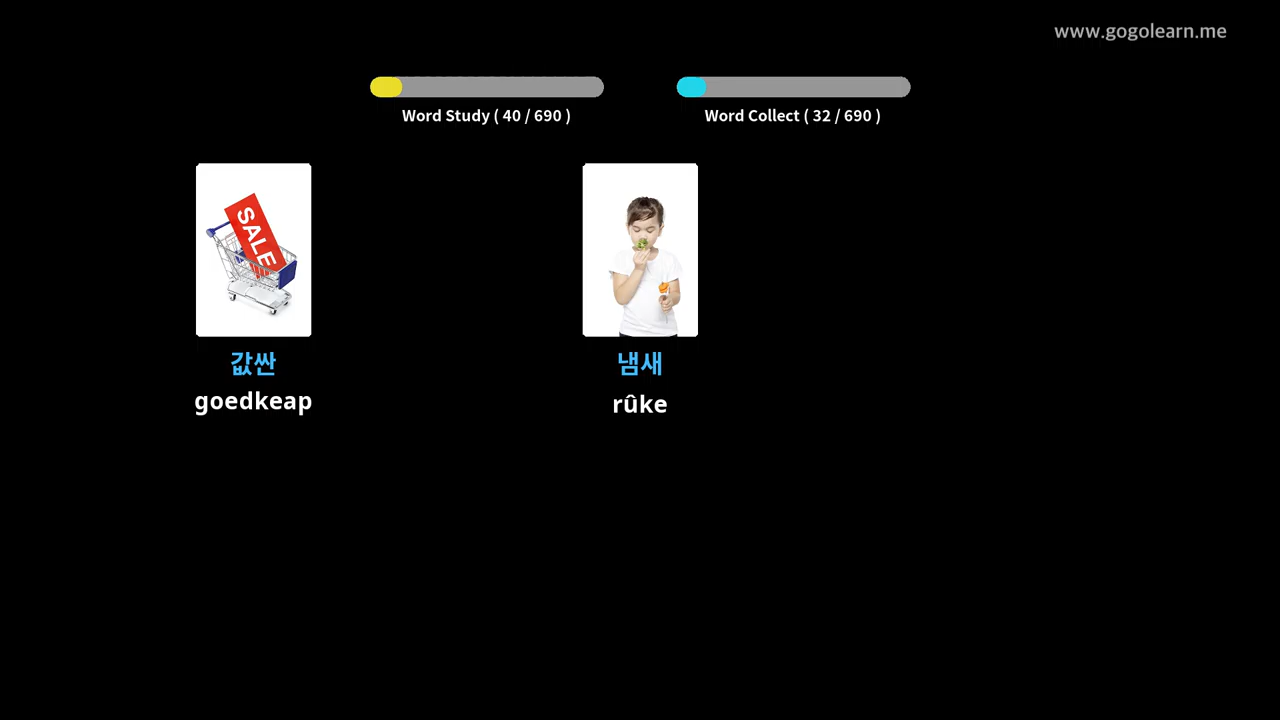 www.gogolearn.me
Word Study ( 40 / 690 )
Word Collect ( 32 / 690 )
SALE
값싼
goedkeap
냄새
rûke